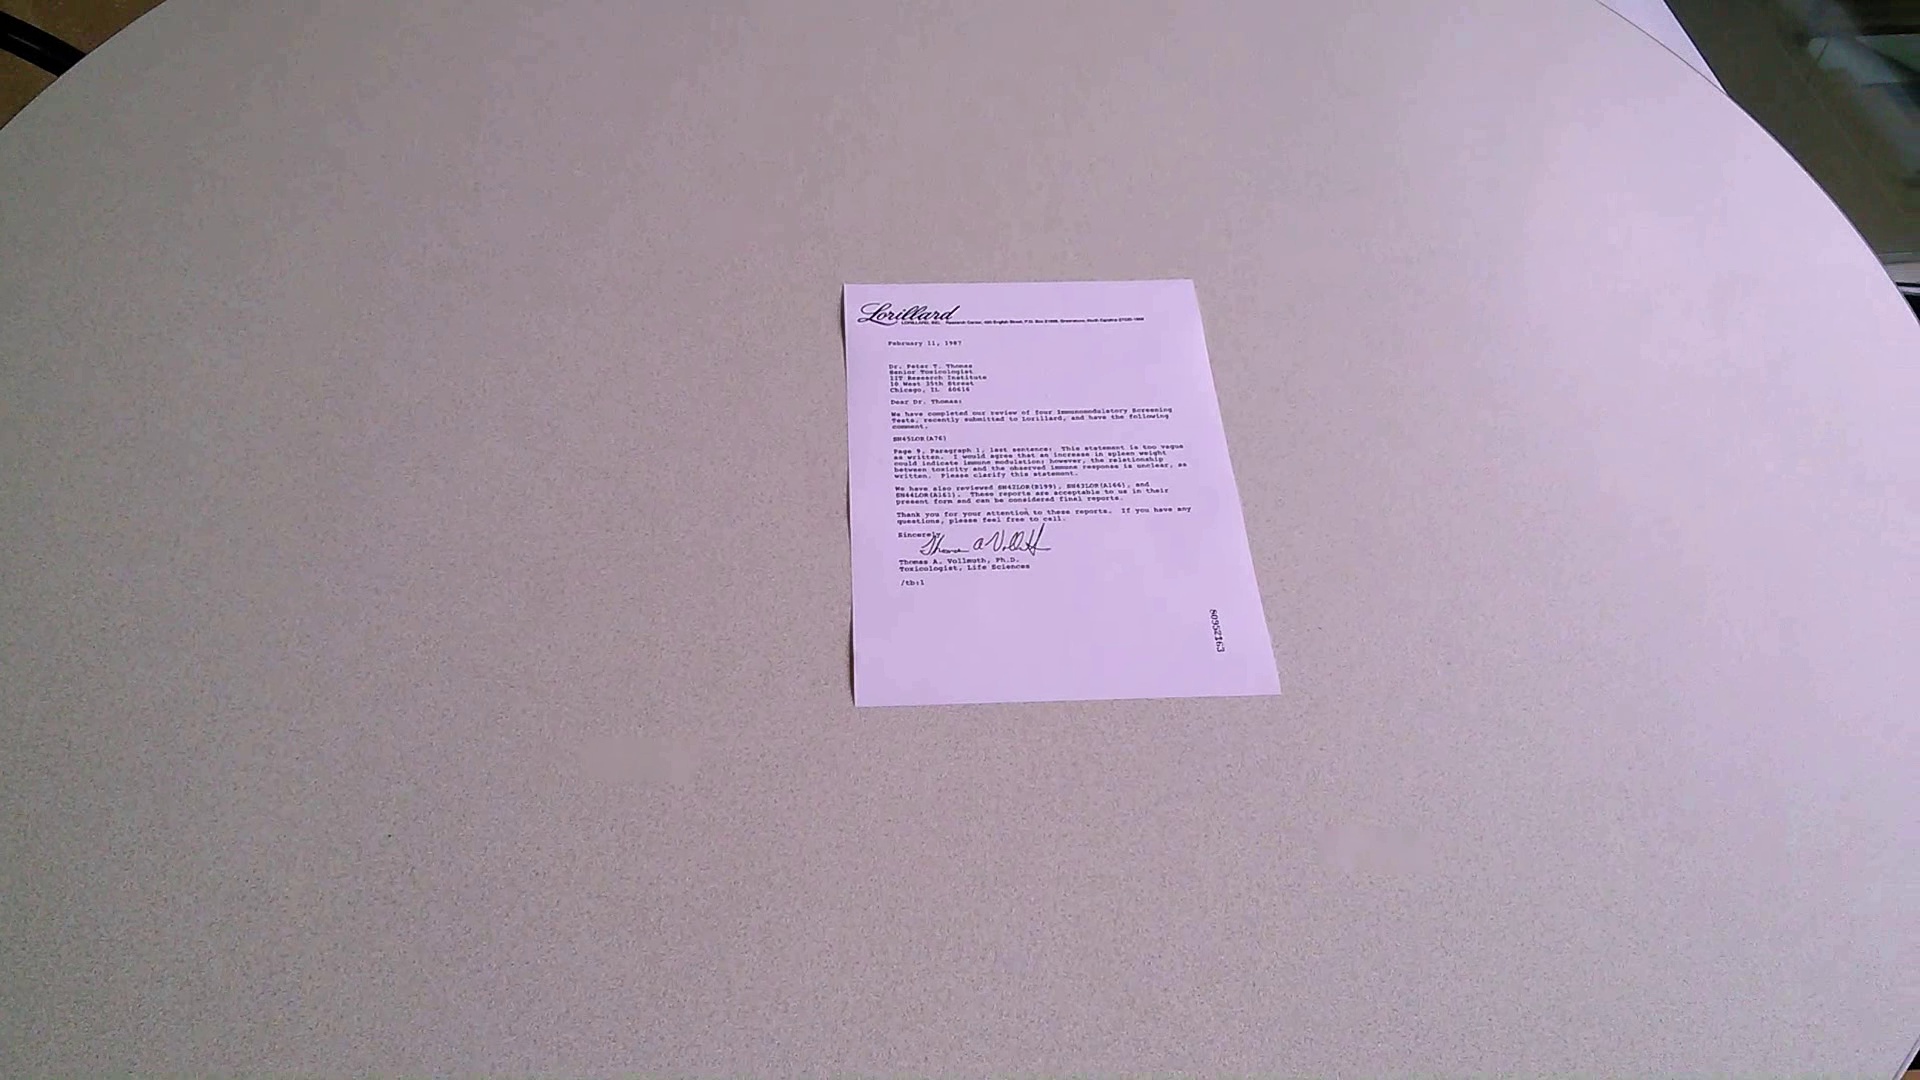 Lorillard
LORILLARD, INC. Research Center, 420 English Street, P.O. Box 21688, Greensboro, North Carolina 27420-1688
February 11, 1987
Dr. Peter T. Thomas
Senior Toxicologist
IIT Research Institute
10 West 35th Street
Chicago, IL 60616
Dear Dr. Thomas:
We have completed our review of four Immunomodulatory Screening
Tests, recently submitted to Lorillard, and have the following
comment.
SN45LOR(A76)
Page 9, Paragraph 1, last sentence: This statement is too vague
as written. I would agree that an increase in spleen weight
could indicate immune modulation; however, the relationship
between toxicity and the observed immune response is unclear, as
written. Please clarify this statement.
We have also reviewed SN42LOR(B199), SN43LOR(A166), and
SN44LOR(A161). These reports are acceptable to us in their
present form and can be considered final reports.
Thank you for your attention to these reports. If you have any
questions, please feel free to call.
Sincerely,
Thomas A. Vollmuth, Ph.D.
Toxicologist, Life Sciences
/tb:1